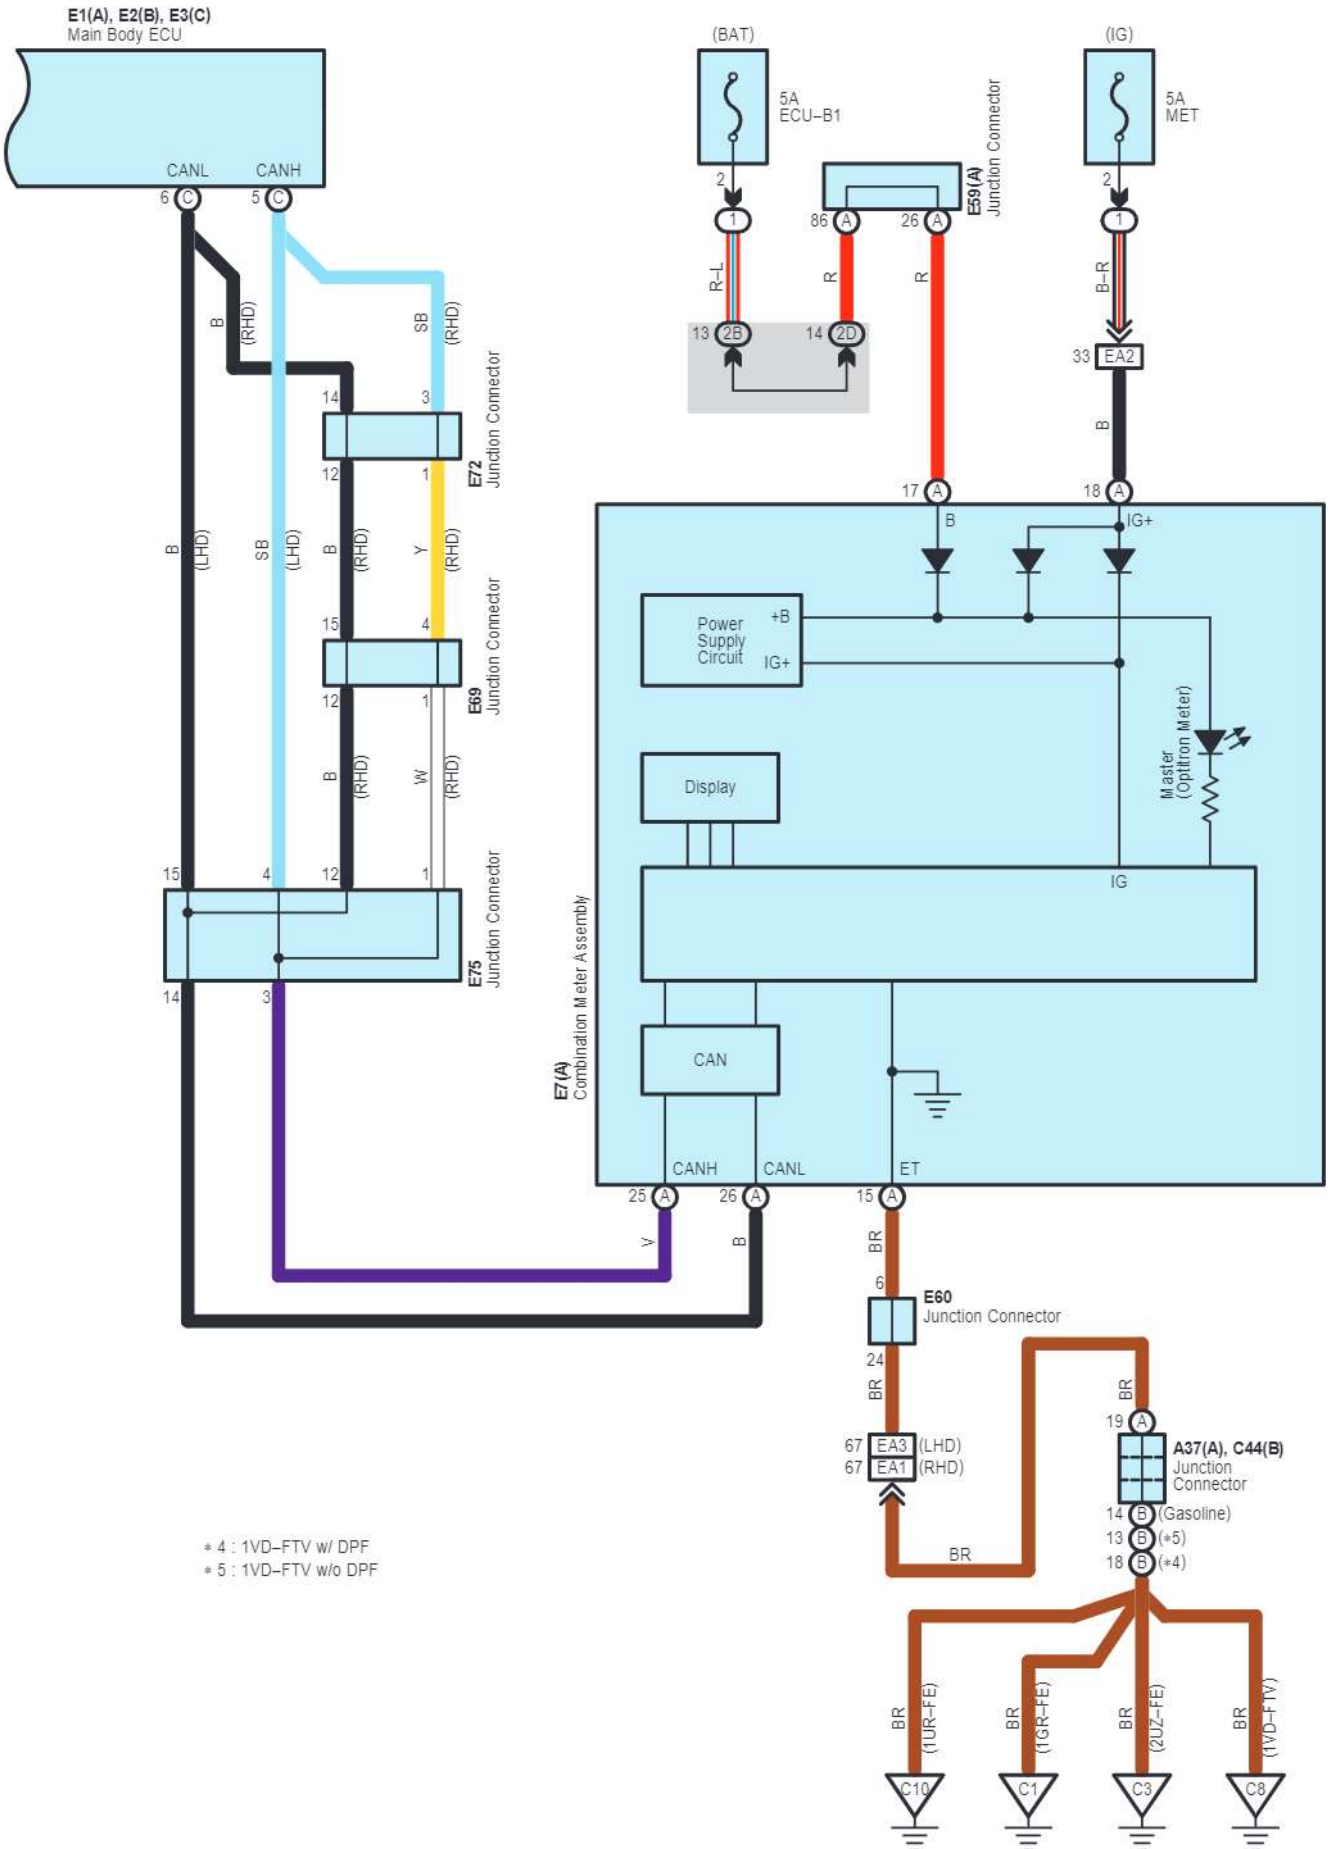 E1(A), E2(B), E3(C)
Main Body ECU
CANL
CANH
6
C
5
C
B
(RHD)
SB
(RHD)
14
3
E72
Junction Connector
12
1
B
(LHD)
SB
(LHD)
B
(RHD)
Y
(RHD)
15
4
E69
Junction Connector
12
1
B
(RHD)
W
(RHD)
15
4
12
1
E75
Junction Connector
14
3
(BAT)
5A
ECU–B1
2
1
R–L
13
2B
E59(A)
Junction Connector
86
A
26
A
R
R
14
2D
(IG)
5A
MET
2
1
B–R
33
EA2
B
17
A
18
A
B
IG+
Power
Supply
Circuit
+B
IG+
Master
(Optitron Meter)
Display
IG
E7(A)
Combination Meter Assembly
CAN
CANH
CANL
ET
25
A
26
A
15
A
V
B
BR
6
E60
Junction Connector
24
BR
67
EA3
(LHD)
67
EA1
(RHD)
BR
BR
19
A
A37(A), C44(B)
Junction
Connector
14
B
(Gasoline)
13
B
(*5)
18
B
(*4)
* 4 : 1VD–FTV w/ DPF
* 5 : 1VD–FTV w/o DPF
BR
(1UR–FE)
BR
(1GR–FE)
BR
(2UZ–FE)
BR
(1VD–FTV)
C10
C1
C3
C8